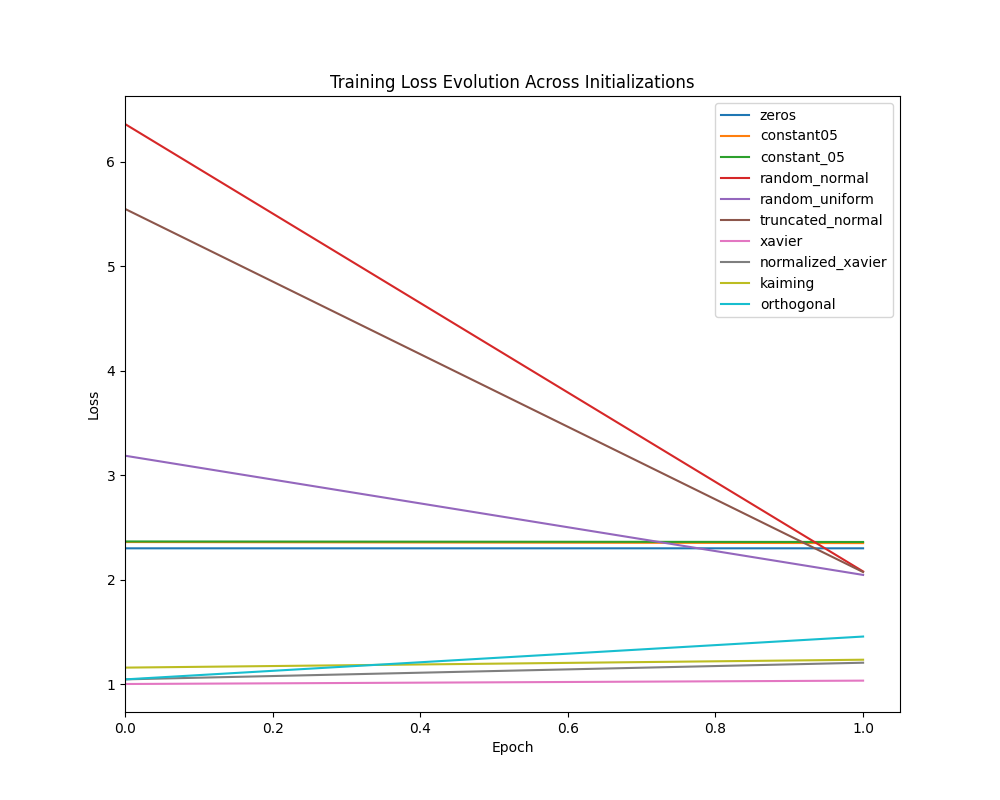 Training Loss Evolution Across Initializations
6
5
4
3
2
1
Loss
0.0 0.2 0.4 0.6 0.8 1.0
Epoch
zeros
constant05
constant_05
random_normal
random_uniform
truncated_normal
xavier
normalized_xavier
kaiming
orthogonal